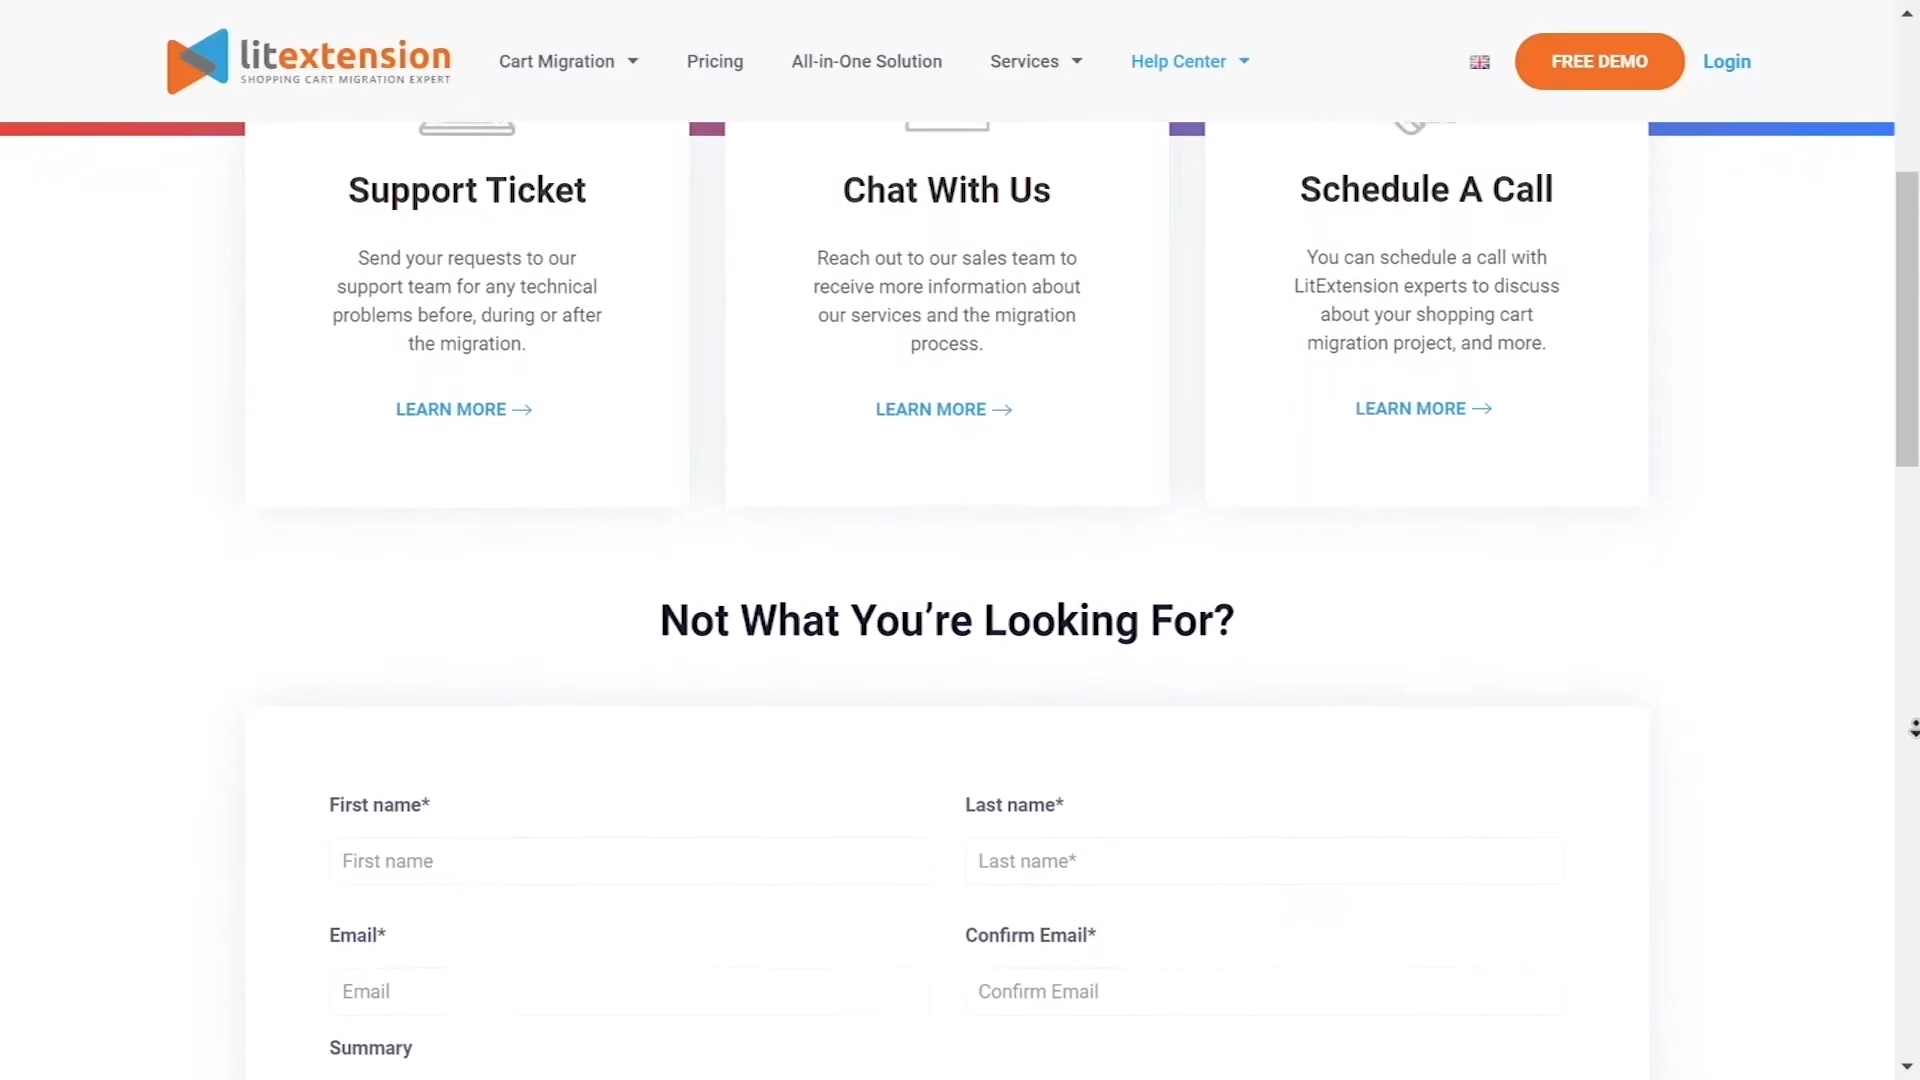 litextension
SHOPPING CART MIGRATION EXPERT
Cart Migration
Pricing
All-in-One Solution
Services
Help Center
FREE DEMO
Login
Support Ticket
Send your requests to our
support team for any technical
problems before, during or after
the migration.
LEARN MORE
Chat With Us
Reach out to our sales team to
receive more information about
our services and the migration
process.
LEARN MORE
Schedule A Call
You can schedule a call with
LitExtension experts to discuss
about your shopping cart
migration project, and more.
LEARN MORE
Not What You’re Looking For?
First name*
First name
Last name*
Last name*
Email*
Email
Confirm Email*
Confirm Email
Summary